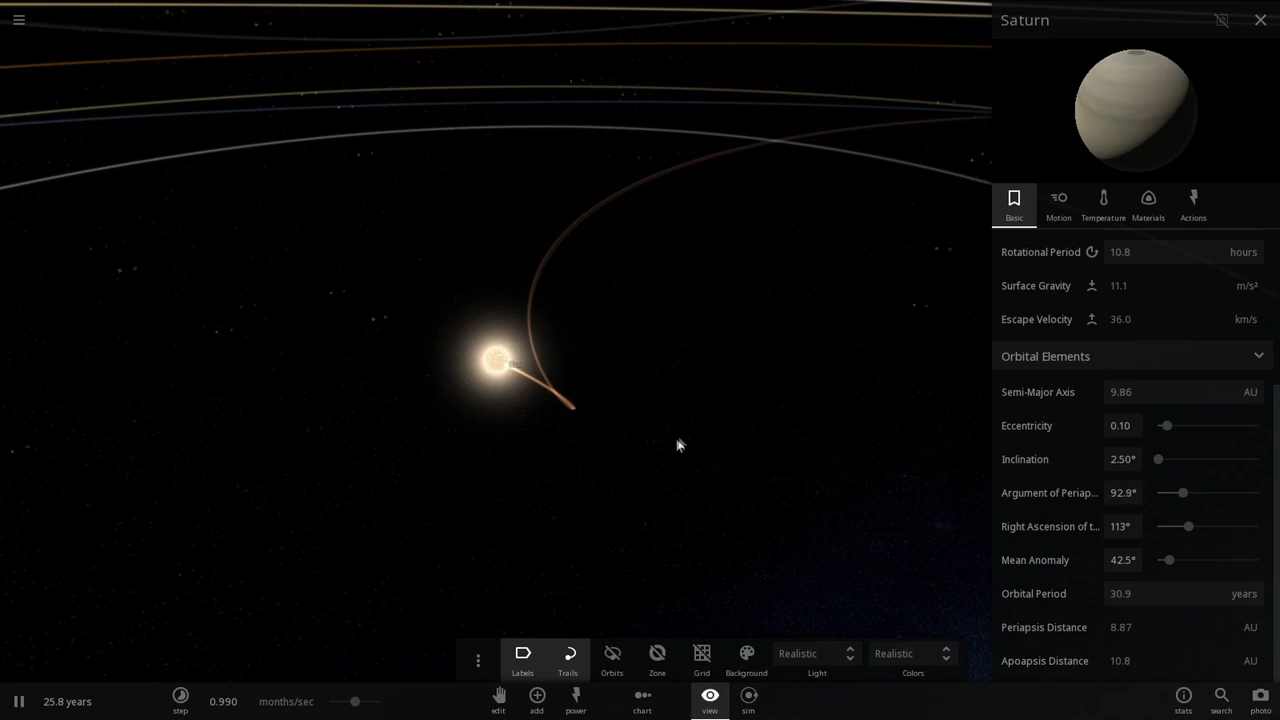 Saturn
Basic
Motion
Temperature
Materials
Actions
Rotational Period 10.8 hours
Surface Gravity 11.1 m/s²
Escape Velocity 36.0 km/s
Orbital Elements
Semi-Major Axis 9.86 AU
Eccentricity 0.10
Inclination 2.50°
Argument of Periap... 92.9°
Right Ascension of t... 113°
Mean Anomaly 42.5°
Orbital Period 30.9 years
Periapsis Distance 8.87 AU
Apoapsis Distance 10.8 AU
Labels
Trails
Orbits
Zone
Grid
Background
Realistic
Light
Realistic
Colors
25.8 years
step
0.990 months/sec
edit
add
power
chart
view
sim
stats
search
photo